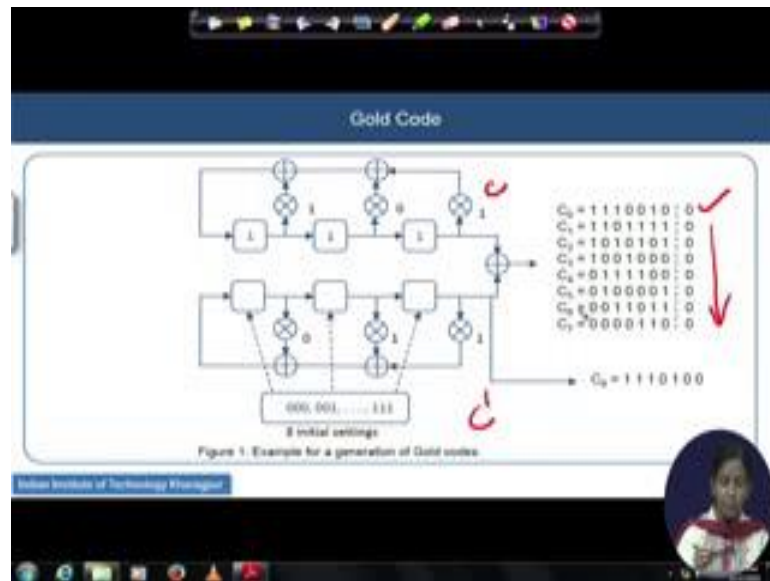 Gold Code
1 0 1
1 1 1
C₀ = 1 1 1 0 0 1 0 : 0
C₁ = 1 1 0 1 1 1 1 : 0
C₂ = 1 0 1 0 1 0 1 : 0
C₃ = 1 0 0 1 0 0 0 : 0
C₄ = 0 1 1 1 1 0 0 : 0
C₅ = 0 1 0 0 0 0 1 : 0
C₆ = 0 0 1 1 0 1 1 : 0
C₇ = 0 0 0 0 1 1 0 : 0
0 1 1
C₉ = 1 1 1 0 1 0 0
000, 001, . . . , 111
8 initial settings
Figure 1: Example for a generation of Gold codes
Indian Institute of Technology Kharagpur